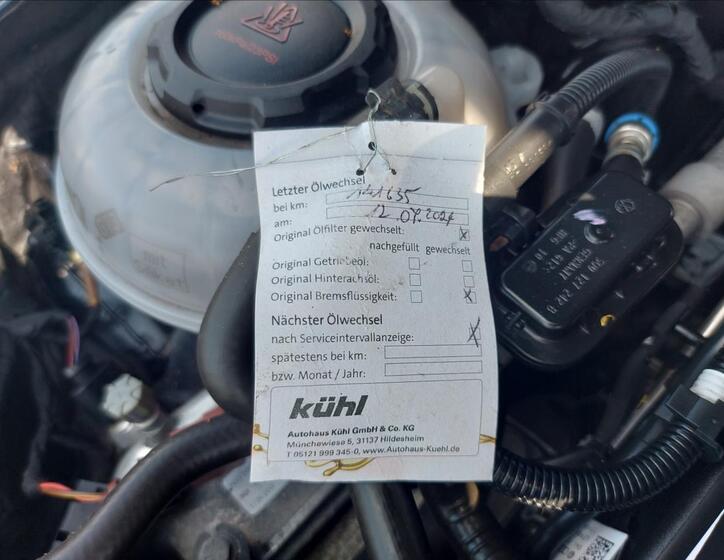 Letzter Ölwechsel
bei km: 141635
am: 12.07.2024
Original Ölfilter gewechselt: x
nachgefüllt gewechselt
Original Getriebeöl:
Original Hinterachsöl:
Original Bremsflüssigkeit: x
Nächster Ölwechsel
nach Serviceintervallanzeige: x
spätestens bei km:
bzw. Monat / Jahr:
kühl
Autohaus Kühl GmbH & Co. KG
Münchewiese 5, 31137 Hildesheim
T 05121 999 345-0, www.Autohaus-Kuehl.de